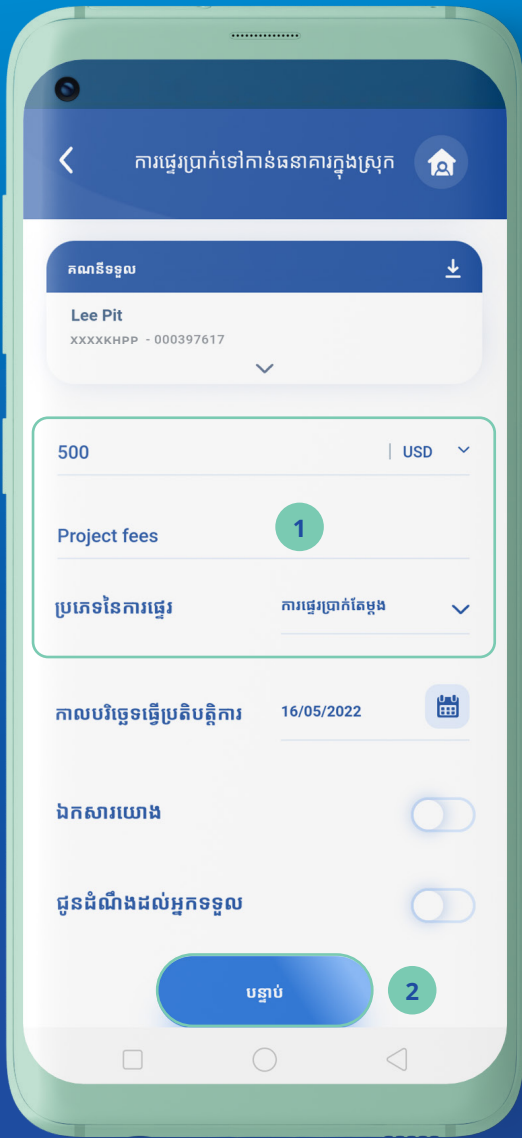 ការផ្ទេរប្រាក់ទៅកាន់ធនាគារក្នុងស្រុក
គណនីទទួល
Lee Pit
XXXXKHPP - 000397617
500 | USD
Project fees
1
ប្រភេទនៃការផ្ទេរ ការផ្ទេរប្រាក់តែម្តង
កាលបរិច្ឆេទធ្វើប្រតិបត្តិការ 16/05/2022
ឯកសារយោង
ជូនដំណឹងដល់អ្នកទទួល
បន្ទាប់
2